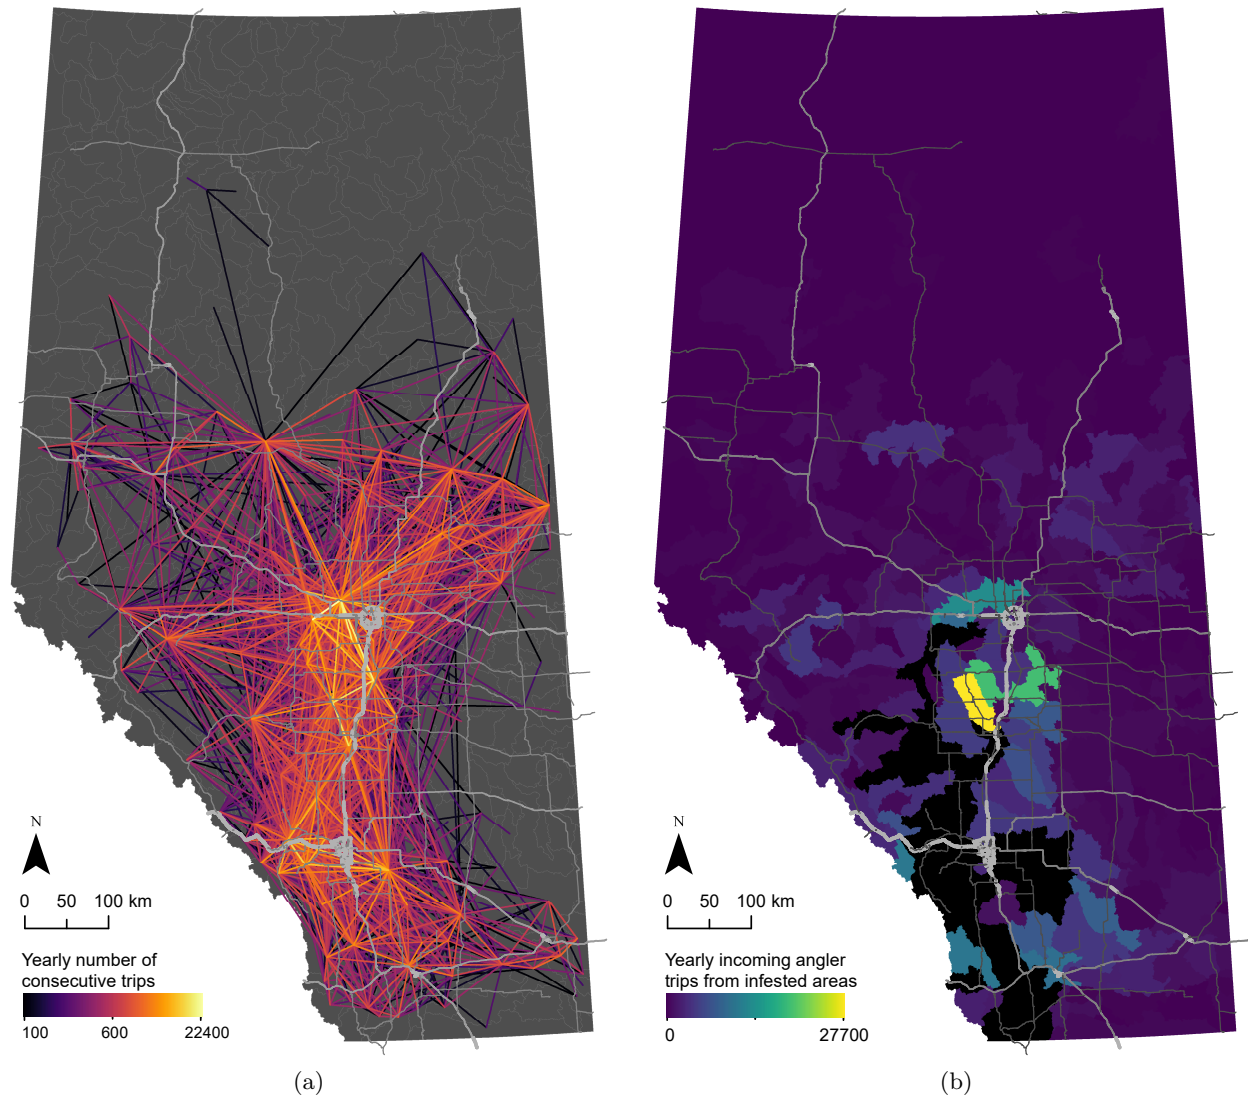 N
0 50 100 km
Yearly number of
consecutive trips
100 600 22400
(a)
N
0 50 100 km
Yearly incoming angler
trips from infested areas
0 27700
(b)